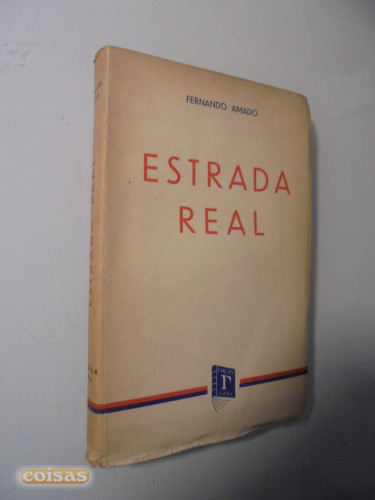 FERNANDO AMADO
ESTRADA
REAL
Γ
coisas